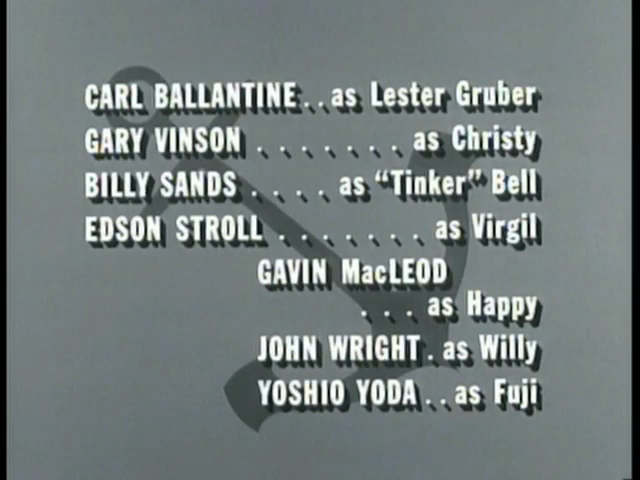 CARL BALLANTINE..as Lester Gruber
GARY VINSON ....... as Christy
BILLY SANDS .... as "Tinker" Bell
EDSON STROLL ....... as Virgil
GAVIN MacLEOD
... as Happy
JOHN WRIGHT.as Willy
YOSHIO YODA..as Fuji